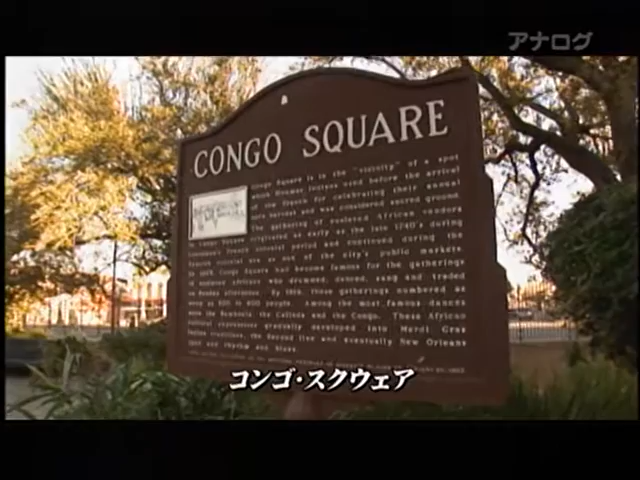 アナログ
CONGO SQUARE
Congo Square is in the "vicinity" of a spot
which Houmas Indians used before the arrival
of the French for celebrating their annual
corn harvest and was considered sacred ground.
The gathering of enslaved African vendors
in Congo Square originated as early as the late 1740's during
Louisiana's French colonial period and continued during the
Spanish colonial era as one of the city's public markets.
By 1803, Congo Square had become famous for the gatherings
of enslaved Africans who drummed, danced, sang and traded
on Sunday afternoons. By 1819, these gatherings numbered as
many as 500 to 600 people. Among the most famous dances
were the Bamboula, the Calinda and the Congo. These African
cultural expressions gradually developed into Mardi Gras
Indian traditions, the Second line and eventually New Orleans
jazz and rhythm and blues.
コンゴ・スクウェア